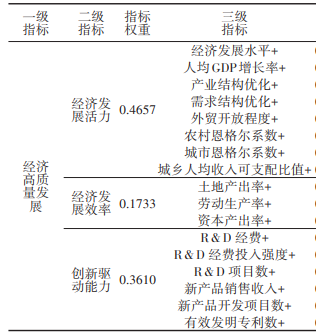 一级指标 二级指标 指标权重 三级指标
经济高质量发展
经济发展活力 0.4657
经济发展水平+
人均GDP增长率+
产业结构优化+
需求结构优化+
外贸开放程度+
农村恩格尔系数+
城市恩格尔系数+
城乡人均收入可支配比值+
经济发展效率 0.1733
土地产出率+
劳动生产率+
资本产出率+
创新驱动能力 0.3610
R&D经费+
R&D经费投入强度+
R&D项目数+
新产品销售收入+
新产品开发项目数+
有效发明专利数+